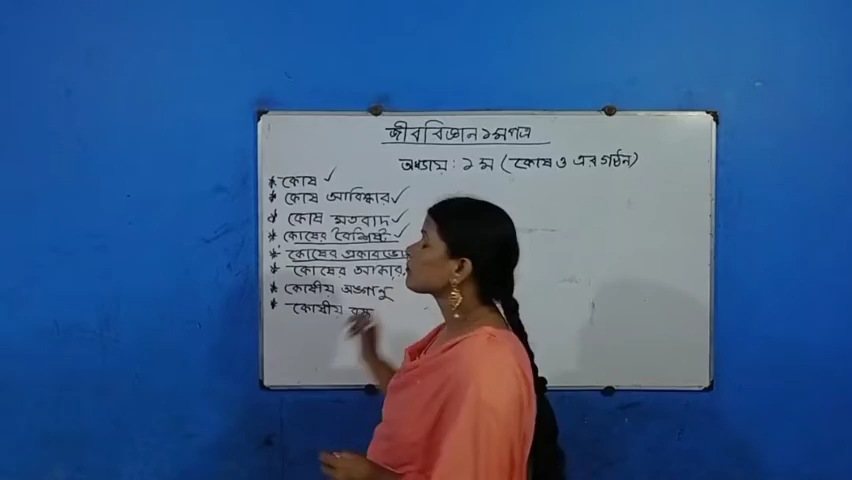 জীববিজ্ঞান ১মপত্র
অধ্যায় : ১ম (কোষ ও এর গঠন)
* কোষ ✓
* কোষ আবিষ্কার ✓
* কোষ মতবাদ ✓
* কোষের বৈশিষ্ট্য ✓
* কোষের প্রকারভেদ
* কোষের আকার
* কোষীয় অঙ্গাণু
* কোষীয়